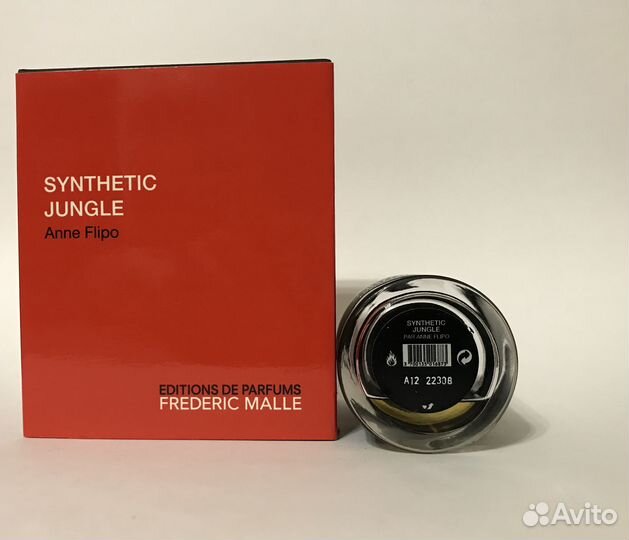 SYNTHETIC
JUNGLE
Anne Flipo
EDITIONS DE PARFUMS
FREDERIC MALLE
SYNTHETIC
JUNGLE
PAR ANNE FLIPO
A12 22308
Avito